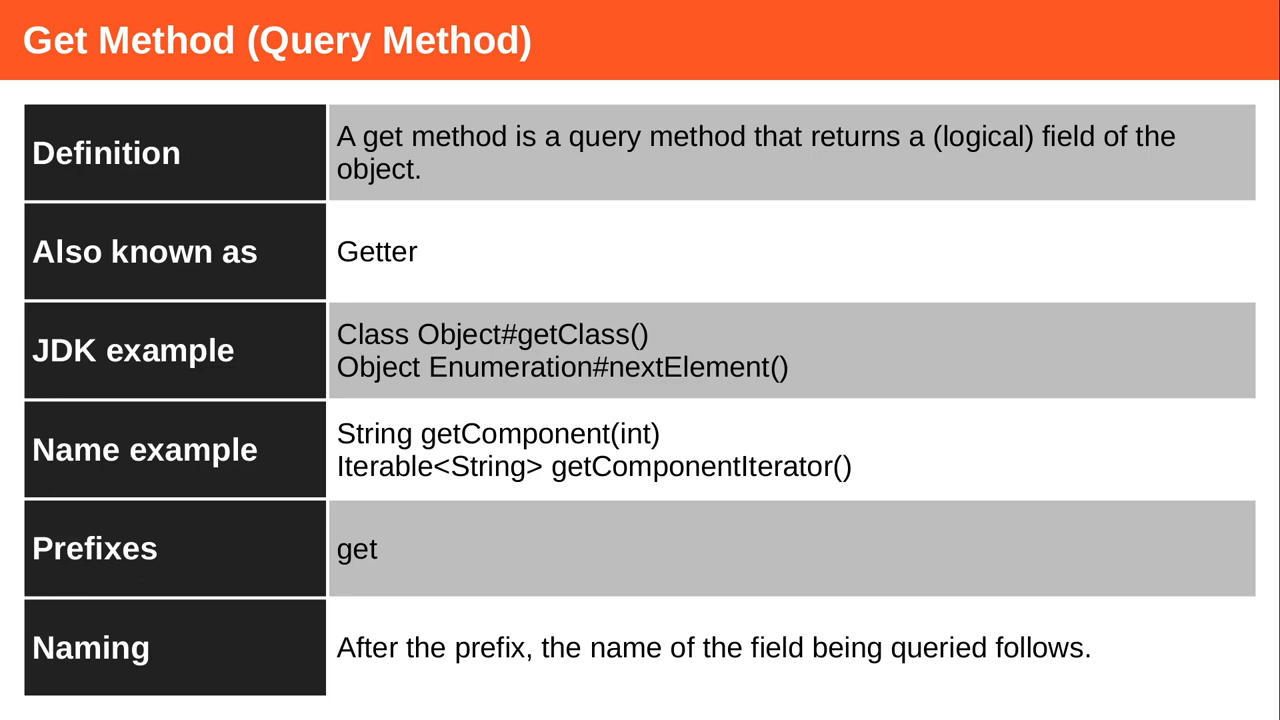 Get Method (Query Method)
Definition
A get method is a query method that returns a (logical) field of the
object.
Also known as
Getter
JDK example
Class Object#getClass()
Object Enumeration#nextElement()
Name example
String getComponent(int)
Iterable<String> getComponentIterator()
Prefixes
get
Naming
After the prefix, the name of the field being queried follows.